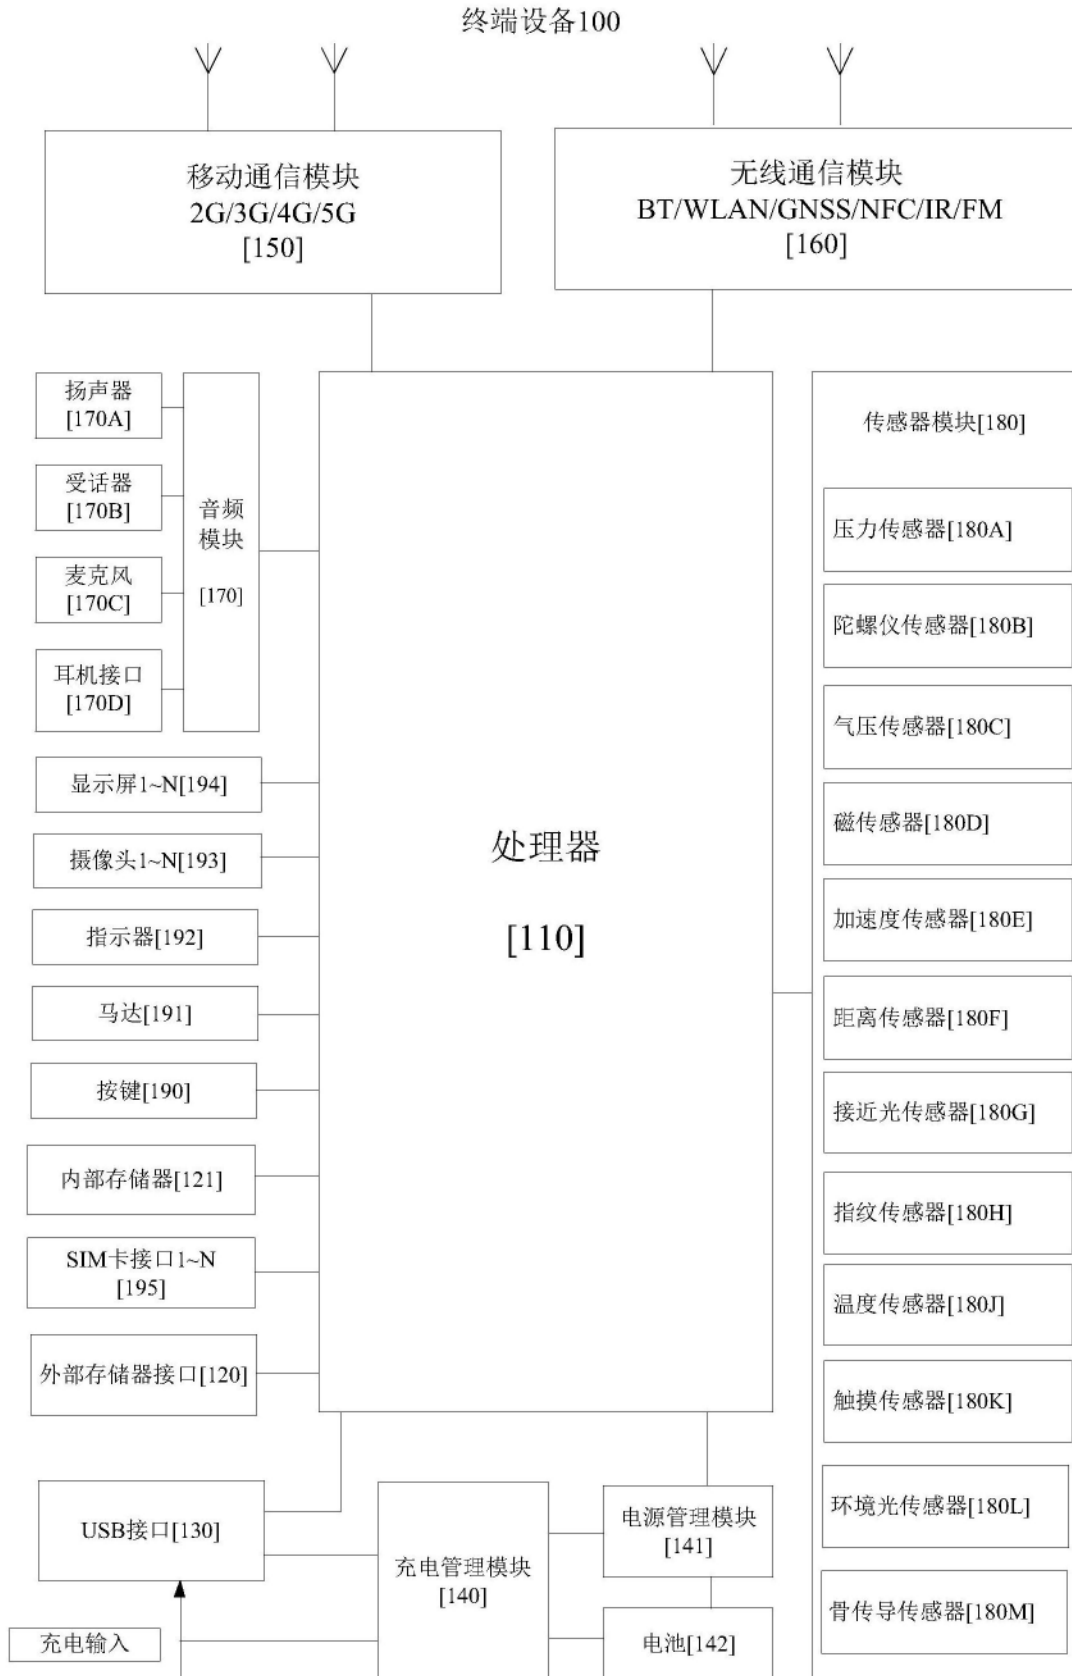 终端设备100
移动通信模块
2G/3G/4G/5G
[150]
无线通信模块
BT/WLAN/GNSS/NFC/IR/FM
[160]
扬声器
[170A]
受话器
[170B]
麦克风
[170C]
耳机接口
[170D]
音频
模块
[170]
显示屏1~N[194]
摄像头1~N[193]
指示器[192]
马达[191]
按键[190]
内部存储器[121]
SIM卡接口1~N
[195]
外部存储器接口[120]
处理器
[110]
传感器模块[180]
压力传感器[180A]
陀螺仪传感器[180B]
气压传感器[180C]
磁传感器[180D]
加速度传感器[180E]
距离传感器[180F]
接近光传感器[180G]
指纹传感器[180H]
温度传感器[180J]
触摸传感器[180K]
环境光传感器[180L]
骨传导传感器[180M]
USB接口[130]
充电管理模块
[140]
电源管理模块
[141]
电池[142]
充电输入